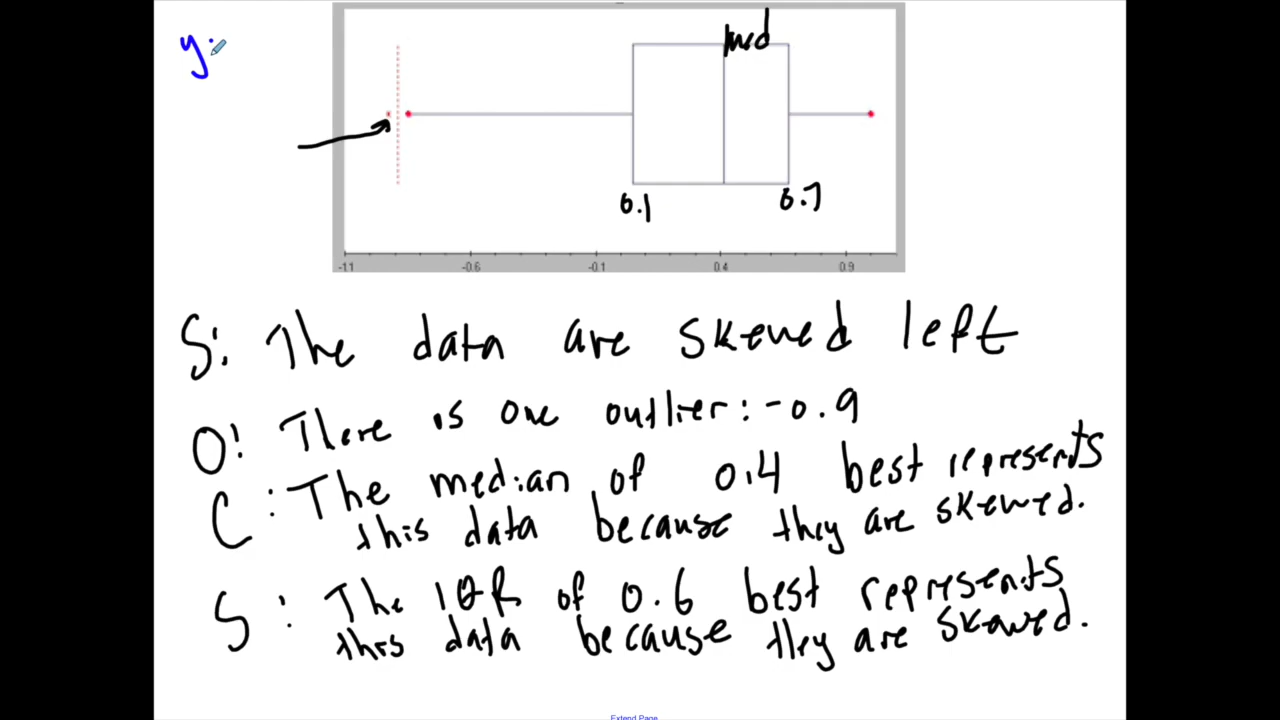 y:
med
0.1
0.7
-1.1 -0.6 -0.1 0.4 0.9
S: The data are skewed left
O: There is one outlier: -0.9
C: The median of 0.4 best represents
this data because they are skewed.
S: The IQR of 0.6 best represents
this data because they are skewed.
Extend Page